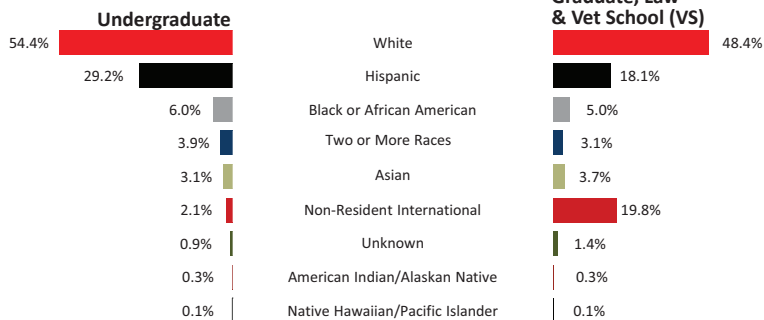 Graduate, Law
Undergraduate & Vet School (VS)
54.4% White 48.4%
29.2% Hispanic 18.1%
6.0% Black or African American 5.0%
3.9% Two or More Races 3.1%
3.1% Asian 3.7%
2.1% Non-Resident International 19.8%
0.9% Unknown 1.4%
0.3% American Indian/Alaskan Native 0.3%
0.1% Native Hawaiian/Pacific Islander 0.1%